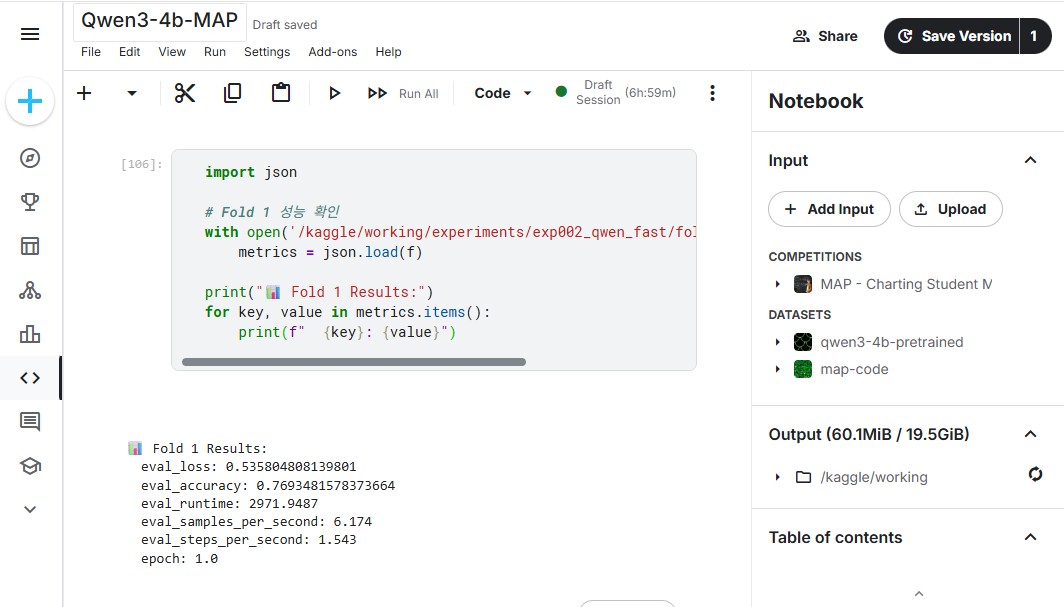 Qwen3-4b-MAP
Draft saved
File Edit View Run Settings Add-ons Help
Share
Save Version 1
Run All
Code
Draft Session (6h:59m)
[106]:
import json
# Fold 1 성능 확인
with open('/kaggle/working/experiments/exp002_qwen_fast/fol
metrics = json.load(f)
print("📊 Fold 1 Results:")
for key, value in metrics.items():
print(f"  {key}: {value}")
📊 Fold 1 Results:
eval_loss: 0.535804808139801
eval_accuracy: 0.7693481578373664
eval_runtime: 2971.9487
eval_samples_per_second: 6.174
eval_steps_per_second: 1.543
epoch: 1.0
Notebook
Input
+ Add Input
Upload
COMPETITIONS
MAP - Charting Student M
DATASETS
qwen3-4b-pretrained
map-code
Output (60.1MiB / 19.5GiB)
/kaggle/working
Table of contents